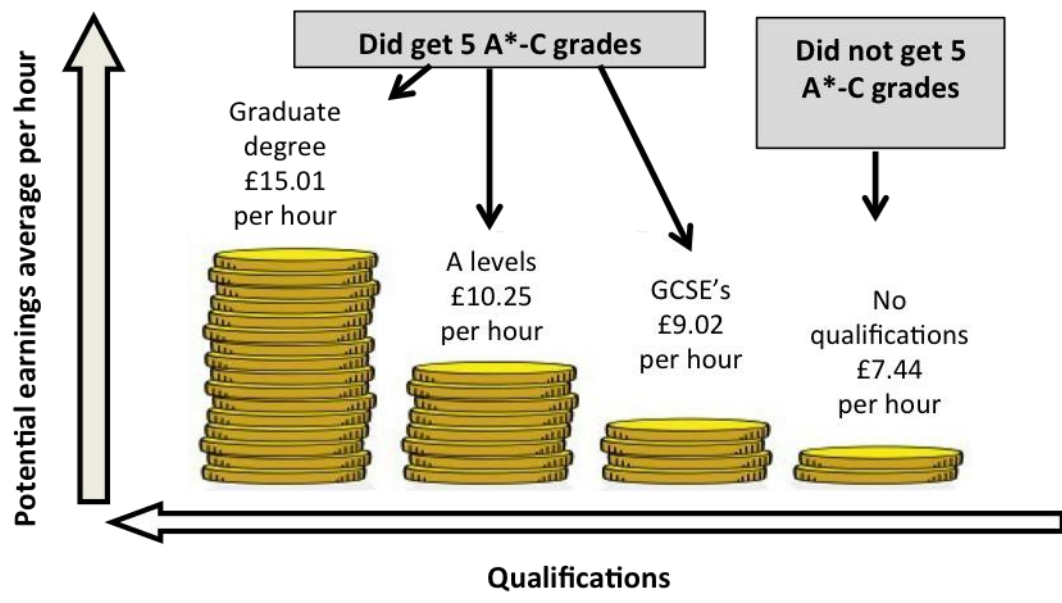 Potential earnings average per hour
Did get 5 A*-C grades
Did not get 5
A*-C grades
Graduate
degree
£15.01
per hour
A levels
£10.25
per hour
GCSE’s
£9.02
per hour
No
qualifications
£7.44
per hour
Qualifications